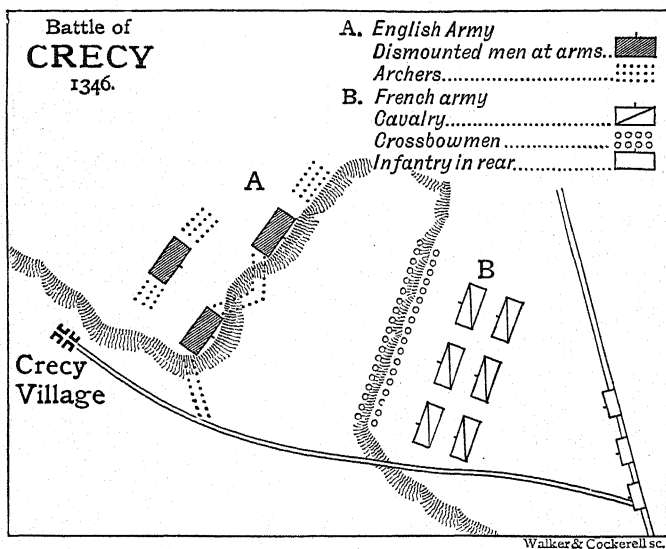 Battle of
CRECY
1346.
A. English Army
Dismounted men at arms..
Archers..............................
B. French army
Cavalry..............................
Crossbowmen ......................
Infantry in rear..................
A
B
Crecy
Village
Walker & Cockerell sc.